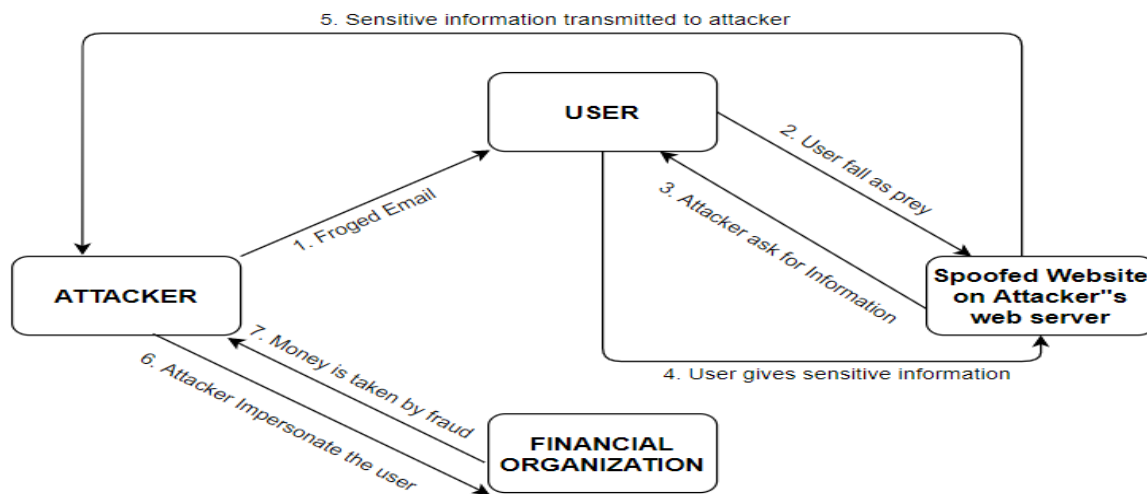 5. Sensitive information transmitted to attacker
USER
2. User fall as prey
3. Attacker ask for Information
1. Froged Email
ATTACKER
Spoofed Website
on Attacker"s
web server
4. User gives sensitive information
7. Money is taken by fraud
6. Attacker Impersonate the user
FINANCIAL
ORGANIZATION